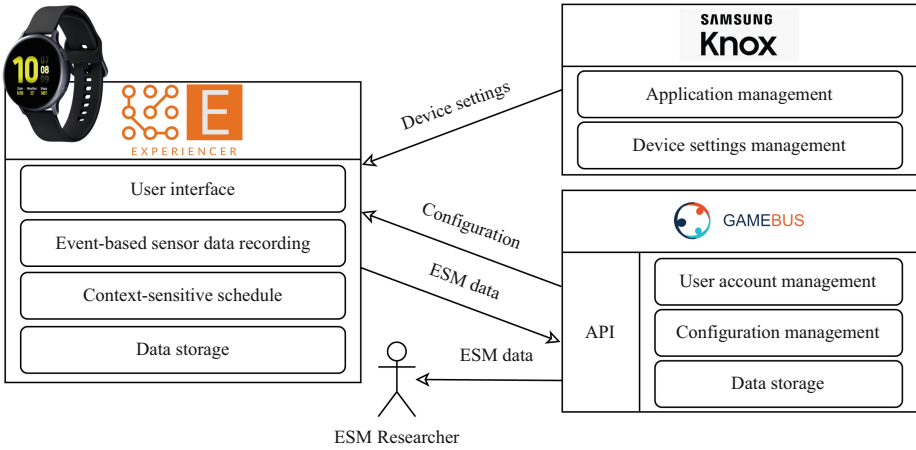 10
08
EXPERIENCER
E
User interface
Event-based sensor data recording
Context-sensitive schedule
Data storage
Device settings
Configuration
ESM data
ESM data
ESM Researcher
SAMSUNG
Knox
Application management
Device settings management
GAMEBUS
API
User account management
Configuration management
Data storage